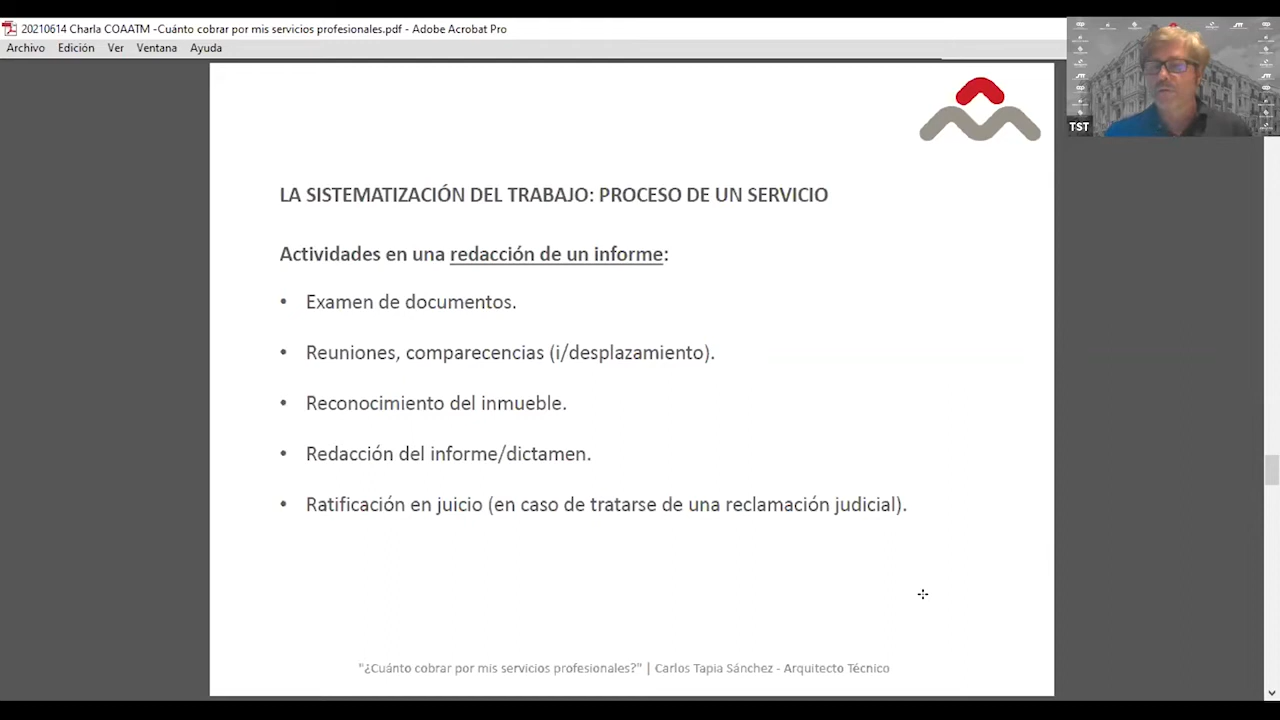 20210614 Charla COAATM -Cuánto cobrar por mis servicios profesionales.pdf - Adobe Acrobat Pro
Archivo Edición Ver Ventana Ayuda
TST
LA SISTEMATIZACIÓN DEL TRABAJO: PROCESO DE UN SERVICIO
Actividades en una redacción de un informe:
• Examen de documentos.
• Reuniones, comparecencias (i/desplazamiento).
• Reconocimiento del inmueble.
• Redacción del informe/dictamen.
• Ratificación en juicio (en caso de tratarse de una reclamación judicial).
"¿Cuánto cobrar por mis servicios profesionales?" | Carlos Tapia Sánchez - Arquitecto Técnico